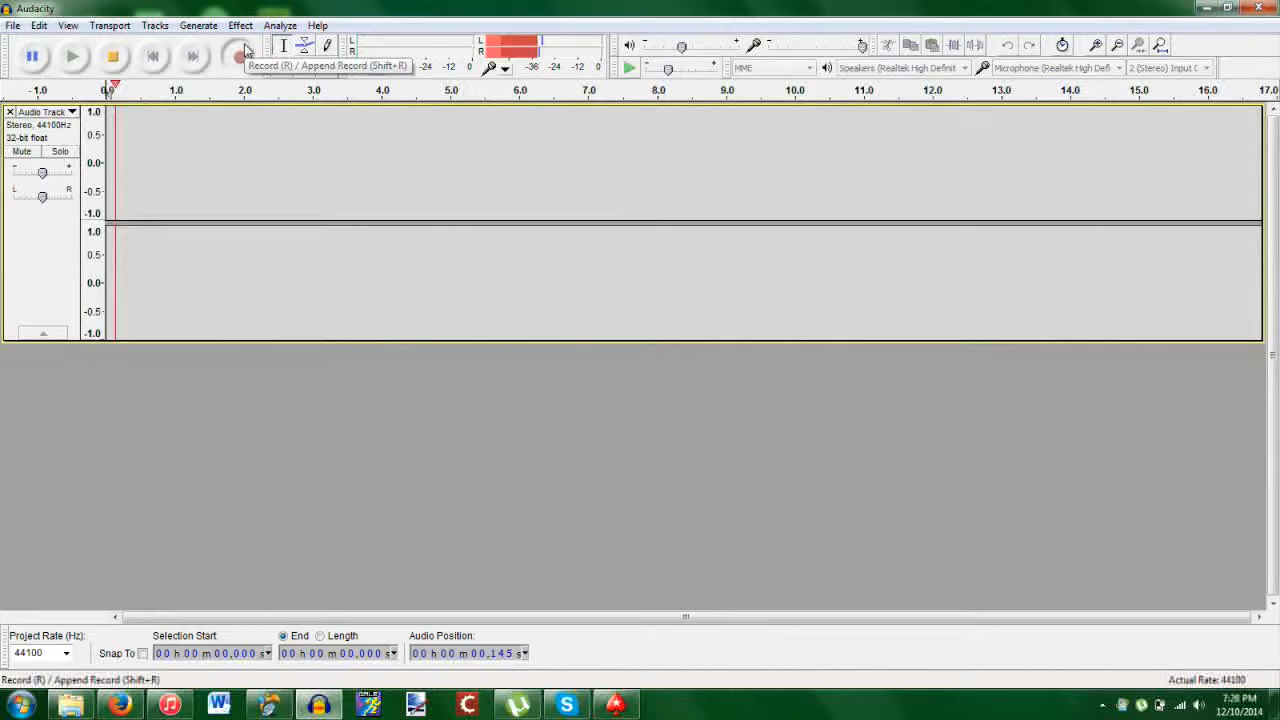 Audacity
File Edit View Transport Tracks Generate Effect Analyze Help
L
R
-24 -12 0
L
R
-36 -24 -12 0
- +
- +
Record (R) / Append Record (Shift+R)
- +
MME
Speakers (Realtek High Definit
Microphone (Realtek High Defi
2 (Stereo) Input C
-1.0 0.0 1.0 2.0 3.0 4.0 5.0 6.0 7.0 8.0 9.0 10.0 11.0 12.0 13.0 14.0 15.0 16.0 17.0
Audio Track
Stereo, 44100Hz
32-bit float
Mute Solo
- +
L R
1.0
0.5
0.0
-0.5
-1.0
1.0
0.5
0.0
-0.5
-1.0
Project Rate (Hz): Selection Start: End Length Audio Position:
44100 Snap To 00 h 00 m 00.000 s 00 h 00 m 00.000 s 00 h 00 m 00.145 s
Record (R) / Append Record (Shift+R) Actual Rate: 44100
7:28 PM
12/10/2014